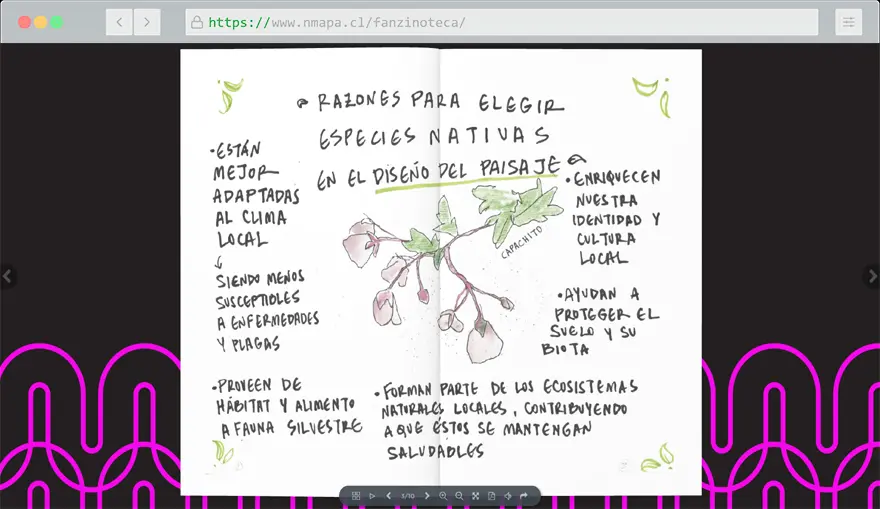 https://www.nmapa.cl/fanzinoteca/
RAZONES PARA ELEGIR
ESPECIES NATIVAS
EN EL DISEÑO DEL PAISAJE
•ESTÁN
MEJOR
ADAPTADAS
AL CLIMA
LOCAL
SIENDO MENOS
SUSCEPTIBLES
A ENFERMEDADES
Y PLAGAS
•PROVEEN DE
HÁBITAT Y ALIMENTO
A FAUNA SILVESTRE
CAPACHITO
•ENRIQUECEN
NUESTRA
IDENTIDAD Y
CULTURA
LOCAL
•AYUDAN A
PROTEGER EL
SUELO Y SU
BIOTA
•FORMAN PARTE DE LOS ECOSISTEMAS
NATURALES LOCALES, CONTRIBUYENDO
A QUE ÉSTOS SE MANTENGAN
SALUDABLES